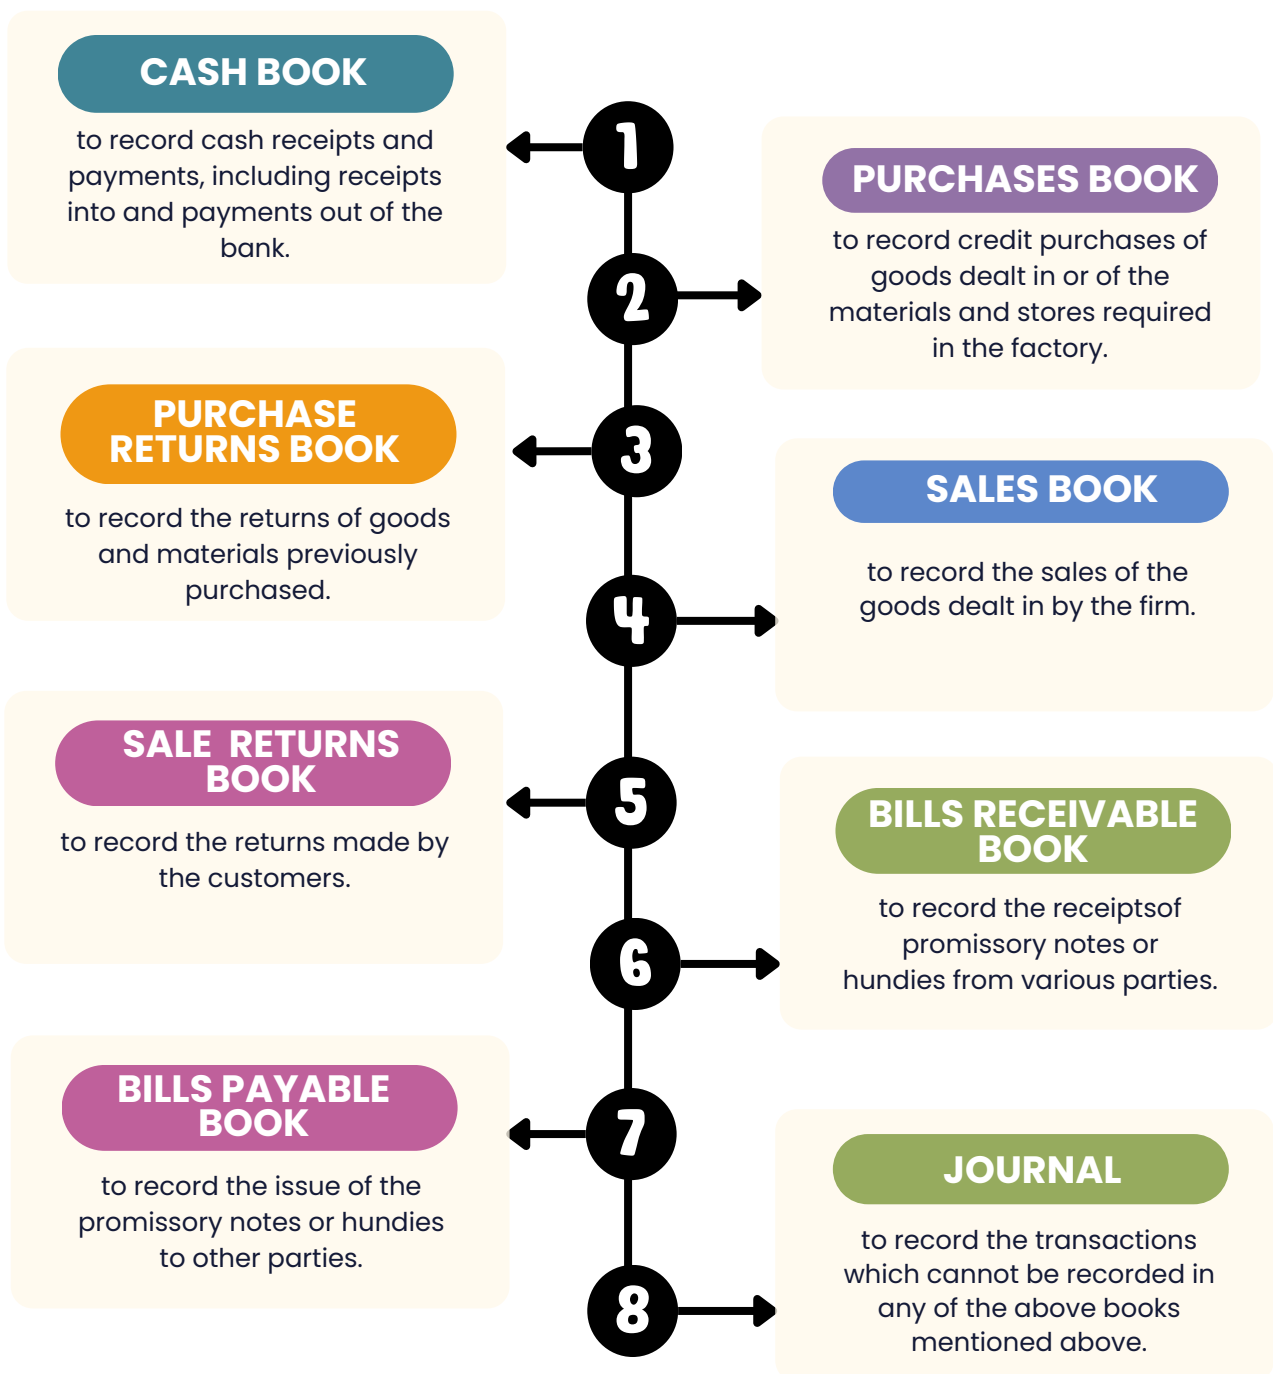 CASH BOOK
to record cash receipts and
payments, including receipts
into and payments out of the
bank.
1
PURCHASES BOOK
to record credit purchases of
goods dealt in or of the
materials and stores required
in the factory.
2
PURCHASE
RETURNS BOOK
to record the returns of goods
and materials previously
purchased.
3
SALES BOOK
to record the sales of the
goods dealt in by the firm.
4
SALE  RETURNS
BOOK
to record the returns made by
the customers.
5
BILLS RECEIVABLE
BOOK
to record the receiptsof
promissory notes or
hundies from various parties.
6
BILLS PAYABLE
BOOK
to record the issue of the
promissory notes or hundies
to other parties.
7
JOURNAL
to record the transactions
which cannot be recorded in
any of the above books
mentioned above.
8